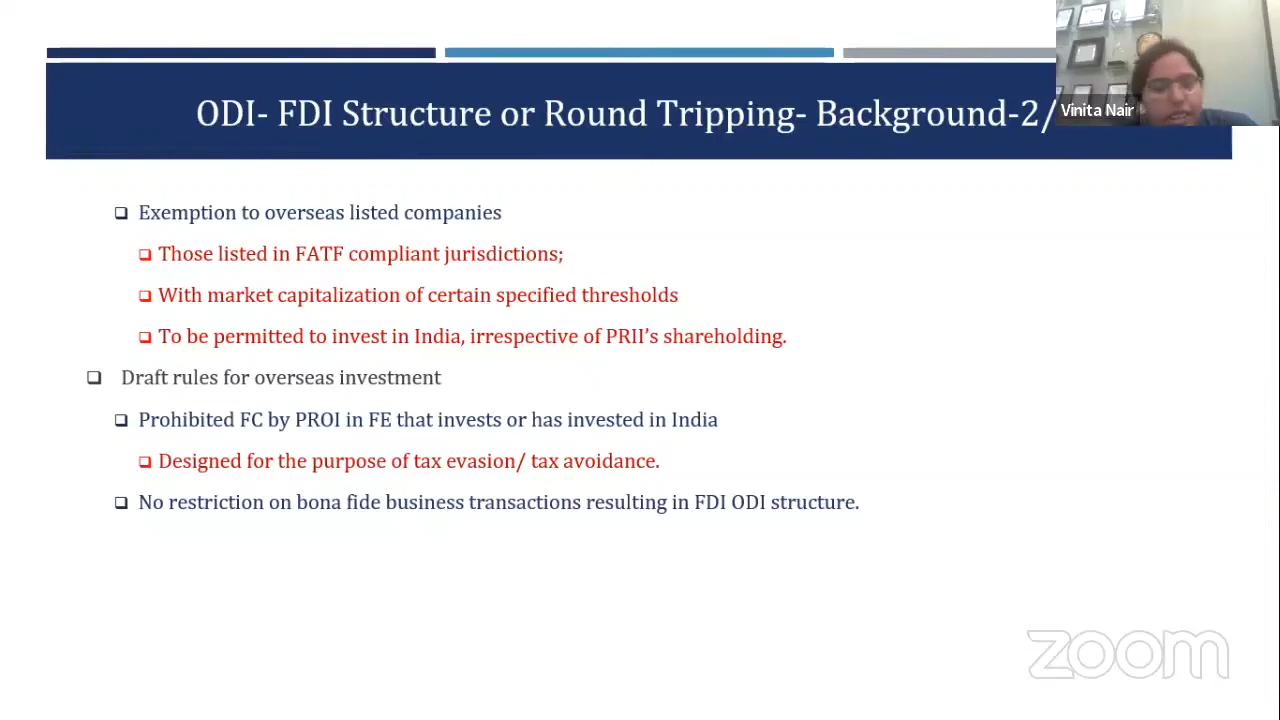 ODI- FDI Structure or Round Tripping- Background-2/
Vinita Nair
Exemption to overseas listed companies
Those listed in FATF compliant jurisdictions;
With market capitalization of certain specified thresholds
To be permitted to invest in India, irrespective of PRII's shareholding.
Draft rules for overseas investment
Prohibited FC by PROI in FE that invests or has invested in India
Designed for the purpose of tax evasion/ tax avoidance.
No restriction on bona fide business transactions resulting in FDI ODI structure.
zoom